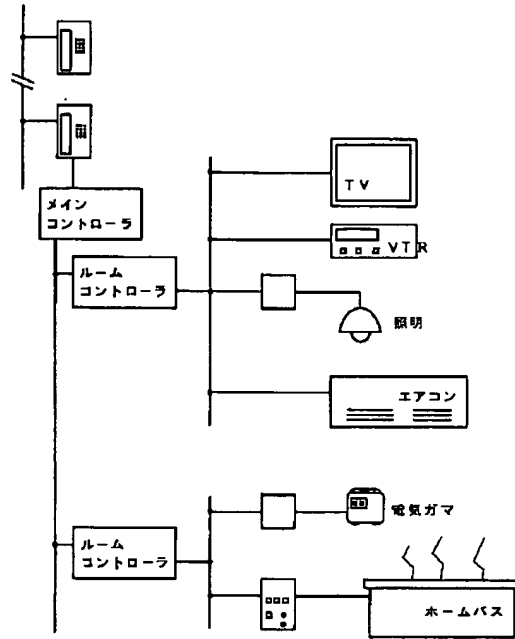 メイン
コントローラ
ルーム
コントローラ
TV
VTR
照明
エアコン
ルーム
コントローラ
電気ガマ
ホームバス